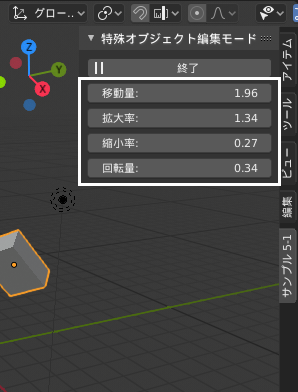 グロー..
特殊オブジェクト編集モード
終了
移動量: 1.96
拡大率: 1.34
縮小率: 0.27
回転量: 0.34
Z
Y
X
アイテム
ツール
ビュー
編集
サンプル 5-1